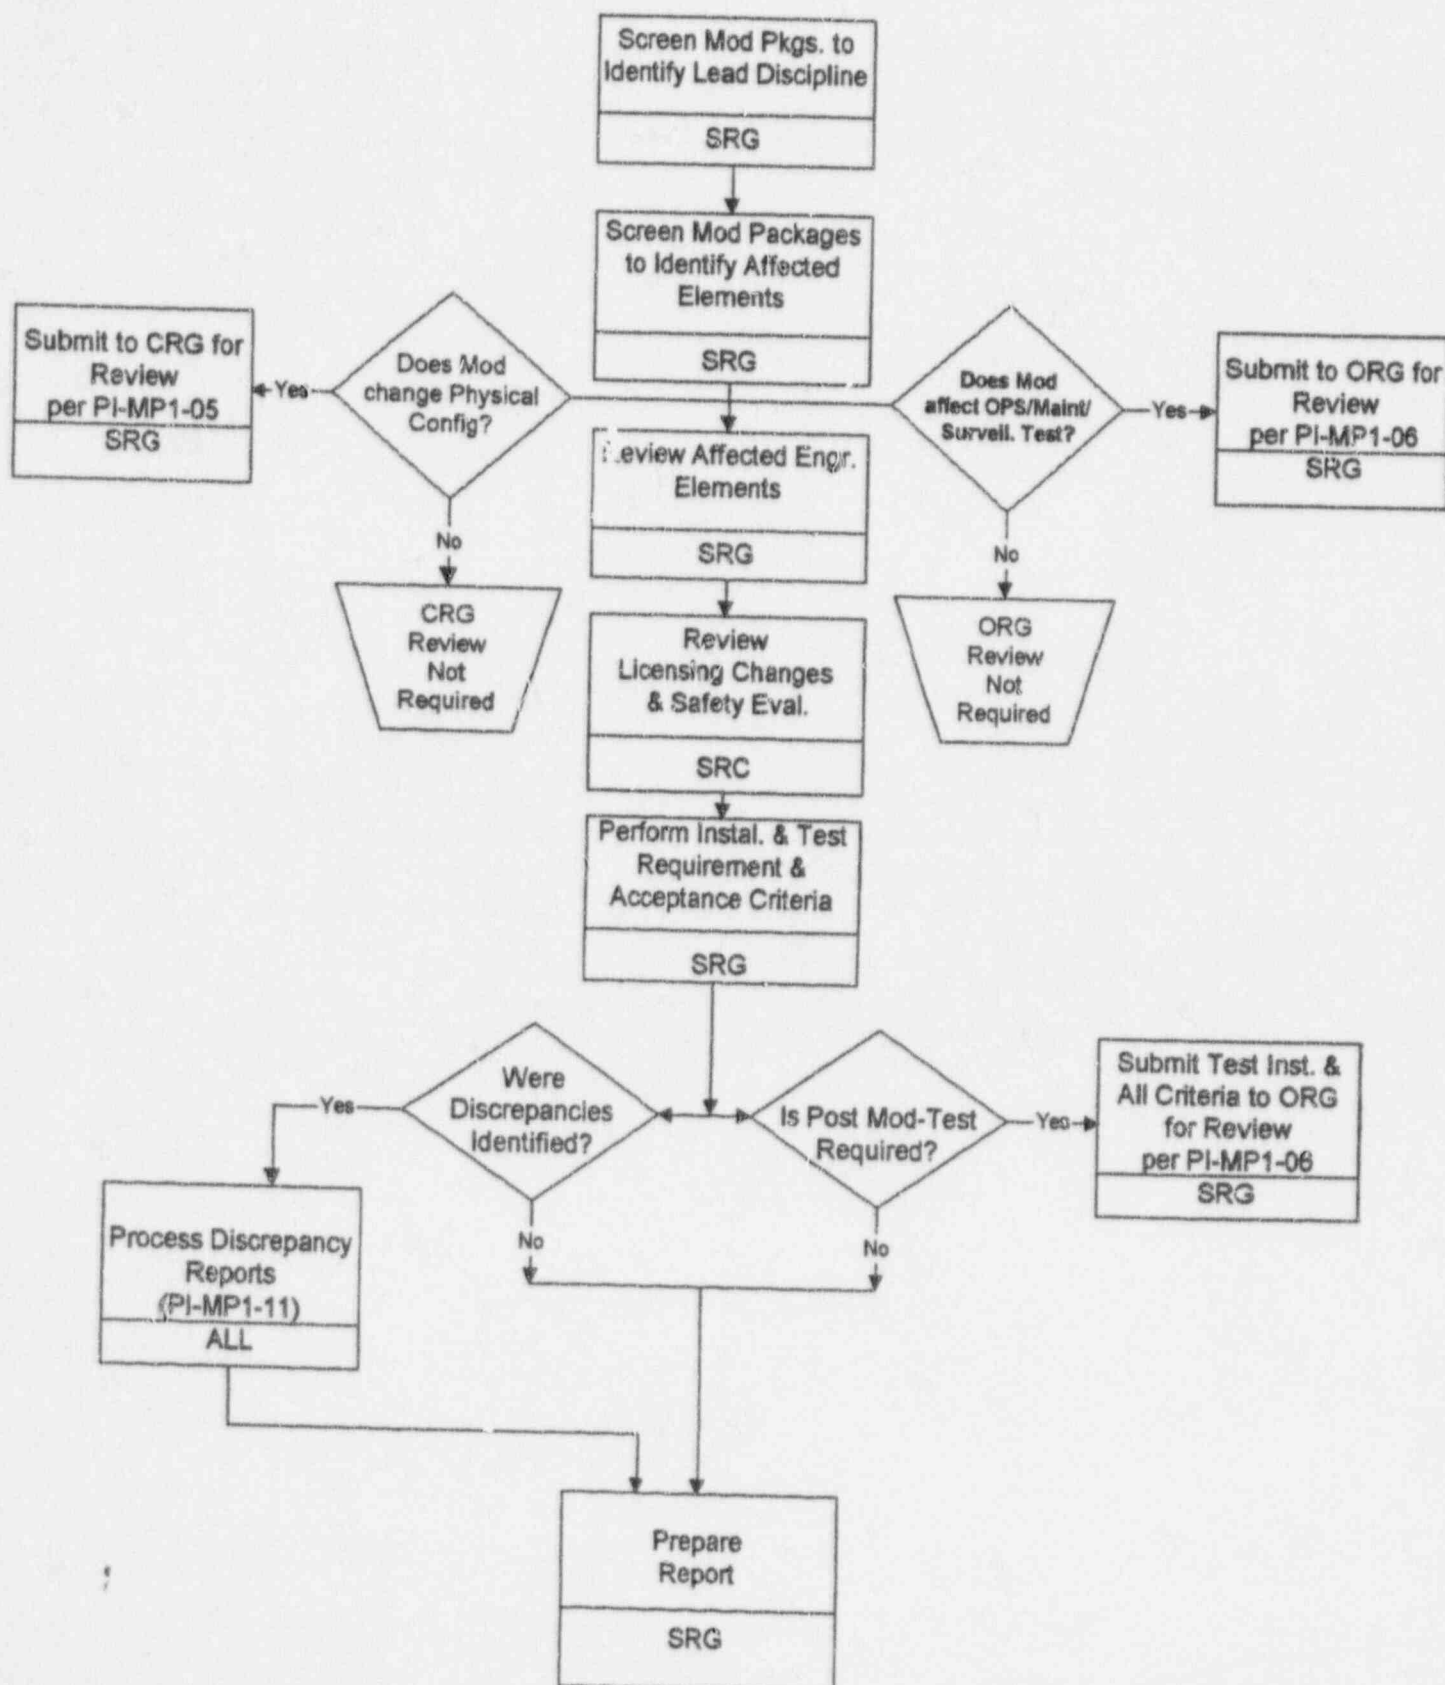 Screen Mod Pkgs. to
Identify Lead Discipline
SRG
Screen Mod Packages
to Identify Affected
Elements
SRG
Submit to CRG for
Review
per PI-MP1-05
SRG
Yes
Does Mod
change Physical
Config?
No
CRG
Review
Not
Required
Does Mod
affect OPS/Maint/
Surveil. Test?
Yes
Submit to ORG for
Review
per PI-MP1-06
SRG
No
ORG
Review
Not
Required
Review Affected Engr.
Elements
SRG
Review
Licensing Changes
& Safety Eval.
SRC
Perform Instal. & Test
Requirement &
Acceptance Criteria
SRG
Were
Discrepancies
Identified?
Yes
No
Process Discrepancy
Reports
(PI-MP1-11)
ALL
Is Post Mod-Test
Required?
Yes
No
Submit Test Inst. &
All Criteria to ORG
for Review
per PI-MP1-06
SRG
Prepare
Report
SRG